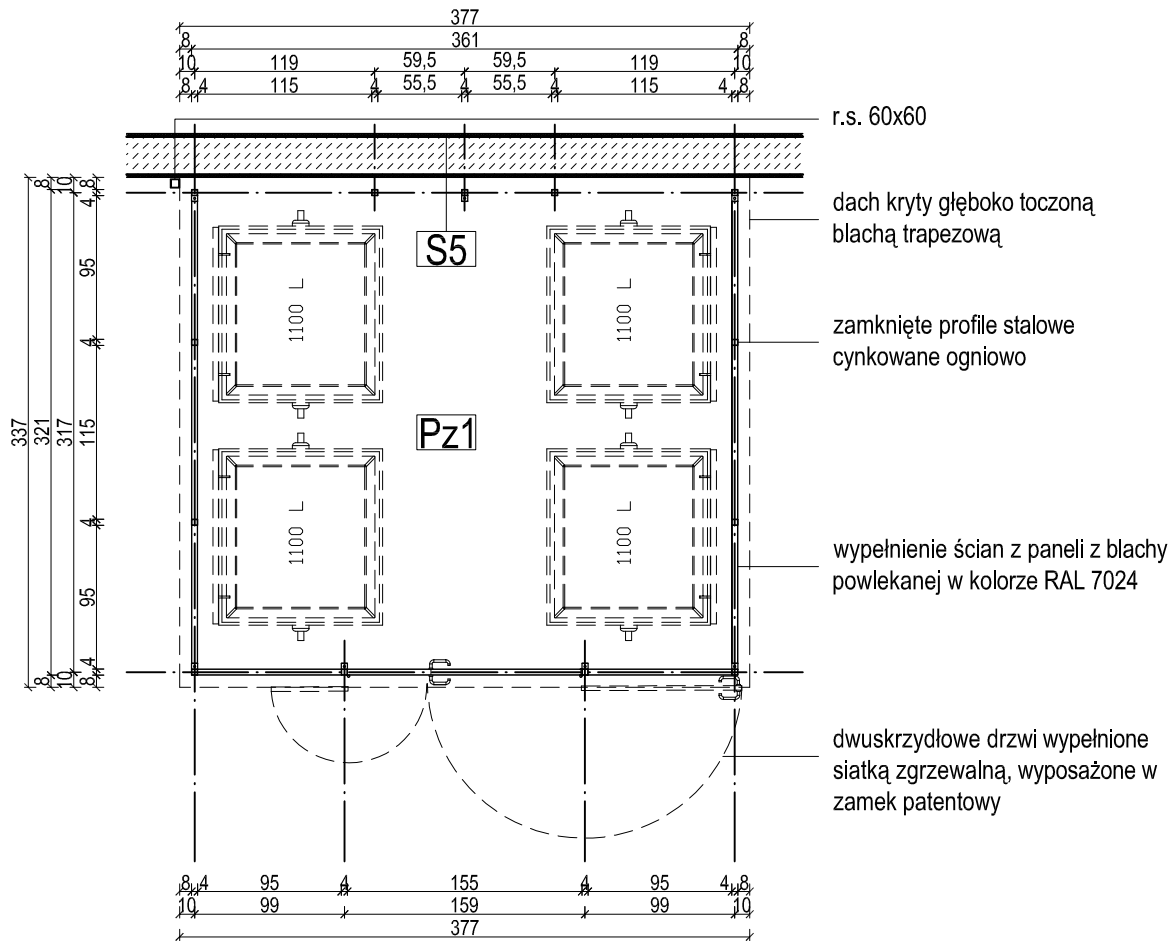 377
8 361 8
10 119 59,5 59,5 119 10
8 4 115 4 55,5 4 55,5 4 115 4 8
r.s. 60x60
dach kryty głęboko toczoną
blachą trapezową
zamknięte profile stalowe
cynkowane ogniowo
wypełnienie ścian z paneli z blachy
powlekanej w kolorze RAL 7024
dwuskrzydłowe drzwi wypełnione
siatką zgrzewalną, wyposażone w
zamek patentowy
S5
Pz1
1100 L
1100 L
1100 L
1100 L
337
8 321 8
10 317 10
8 4 95 4 115 4 95 4 8
8 4 95 4 155 4 95 4 8
10 99 159 99 10
377